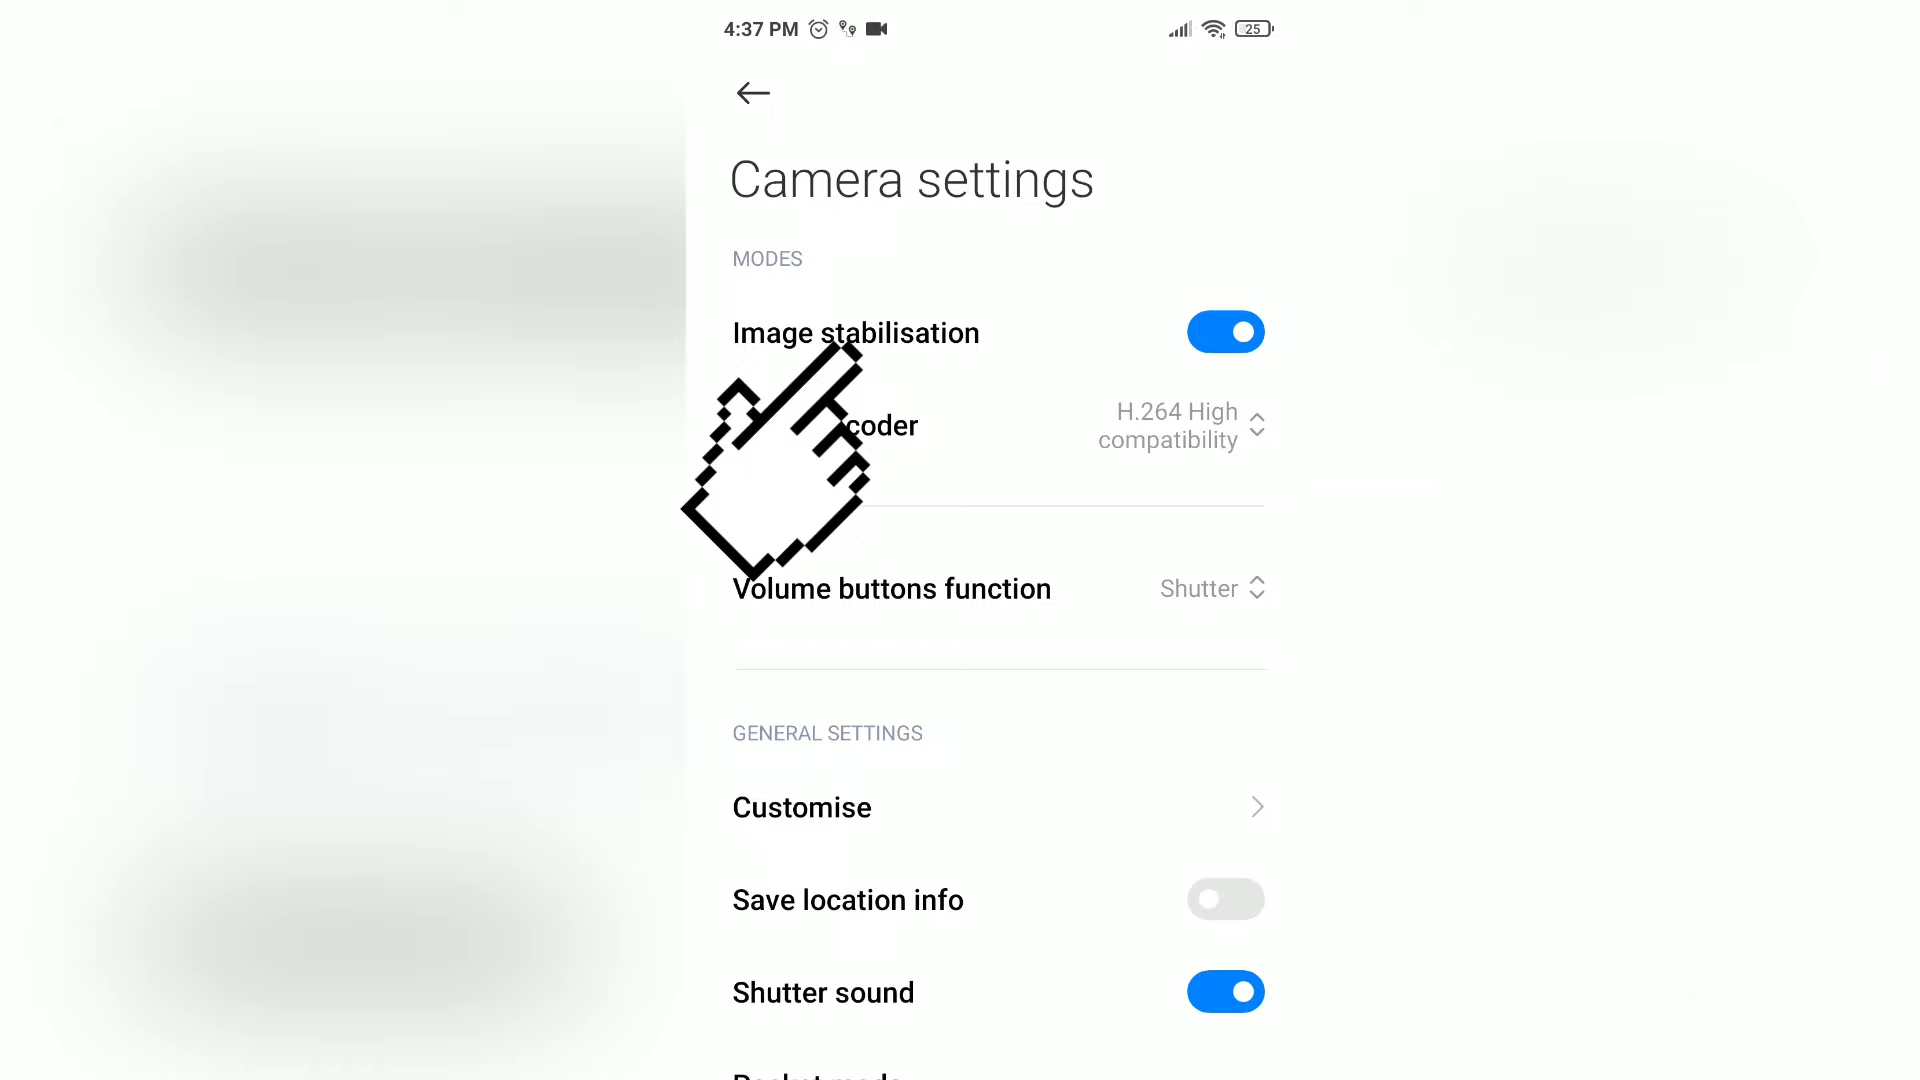 4:37 PM
25
Camera settings
MODES
Image stabilisation
coder
H.264 High
compatibility
Volume buttons function
Shutter
GENERAL SETTINGS
Customise
Save location info
Shutter sound